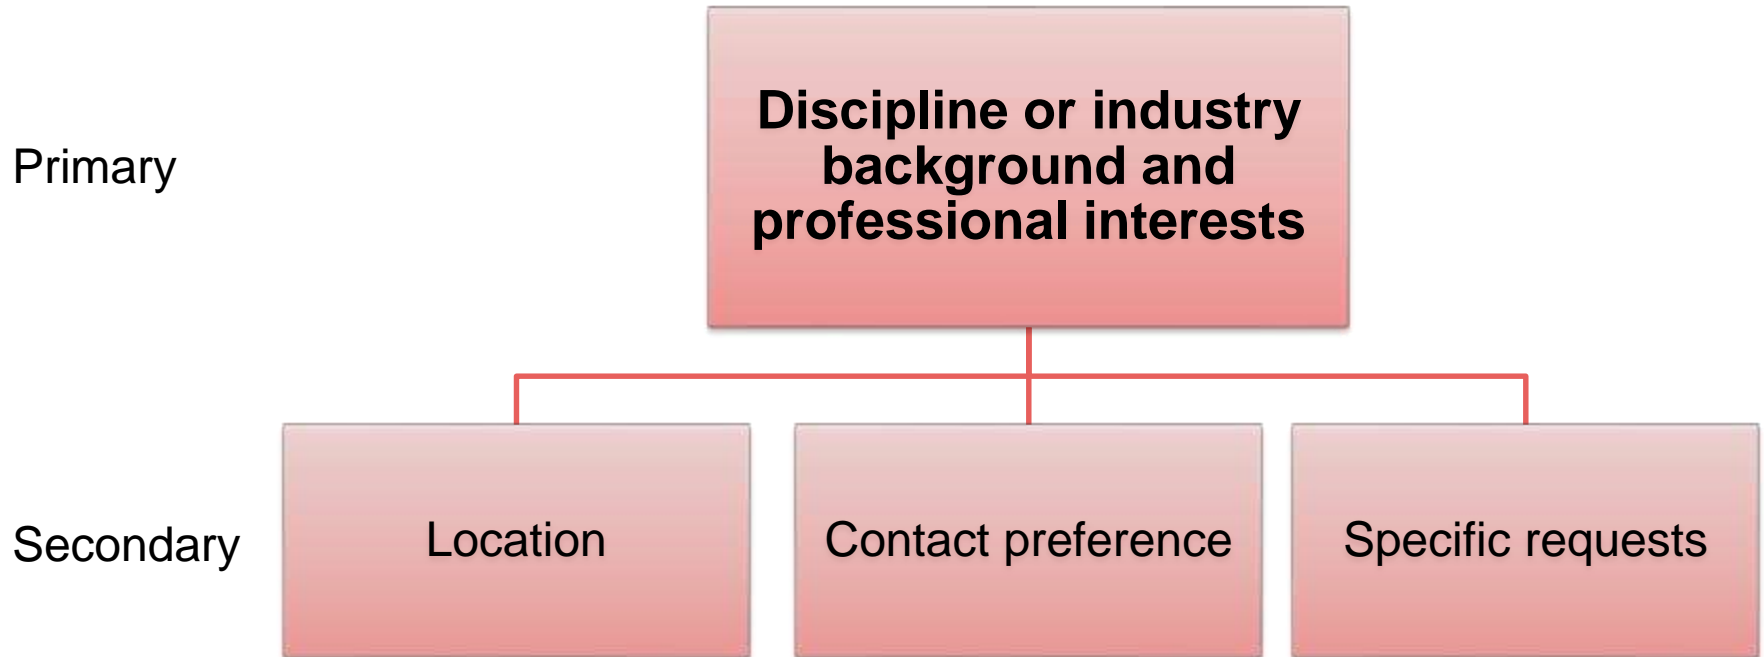 Primary
Discipline or industry
background and
professional interests
Secondary
Location
Contact preference
Specific requests